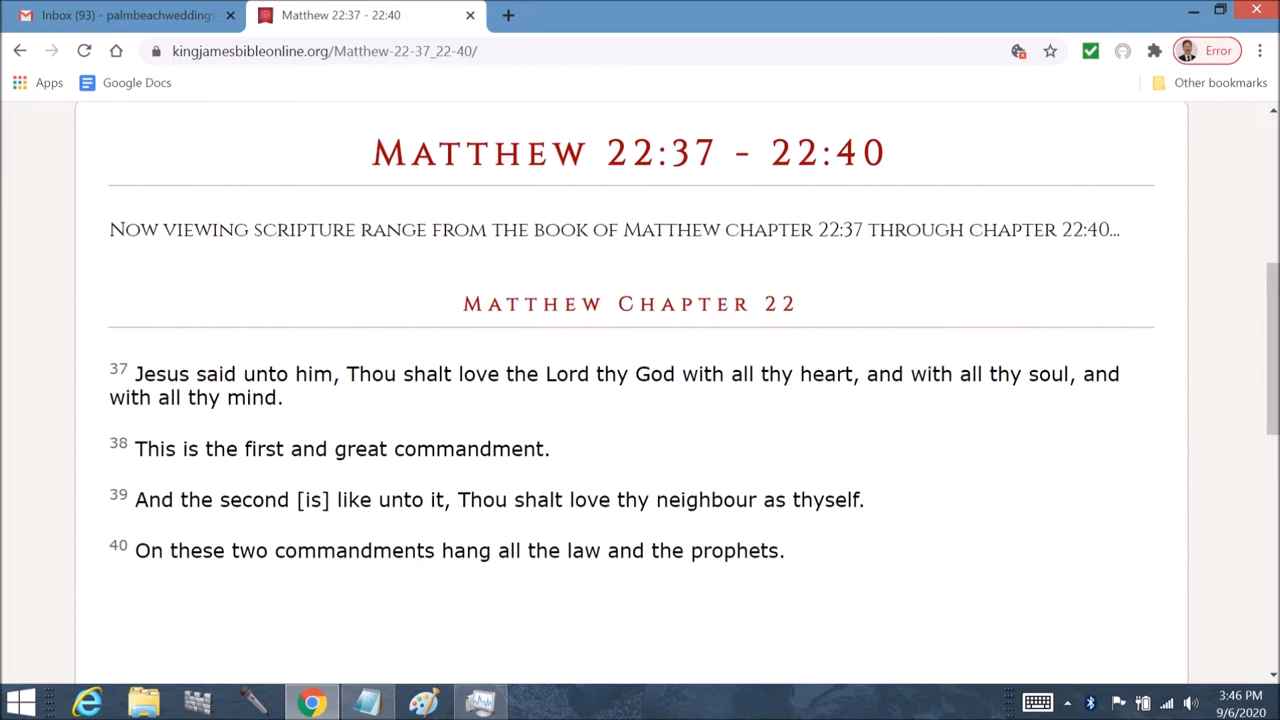 Inbox (93) - palmbeachwedding
Matthew 22:37 - 22:40
kingjamesbibleonline.org/Matthew-22-37_22-40/
Error
Apps
Google Docs
Other bookmarks
Matthew 22:37 - 22:40
Now viewing scripture range from the book of Matthew chapter 22:37 through chapter 22:40...
Matthew Chapter 22
37 Jesus said unto him, Thou shalt love the Lord thy God with all thy heart, and with all thy soul, and
with all thy mind.
38 This is the first and great commandment.
39 And the second [is] like unto it, Thou shalt love thy neighbour as thyself.
40 On these two commandments hang all the law and the prophets.
3:46 PM
9/6/2020